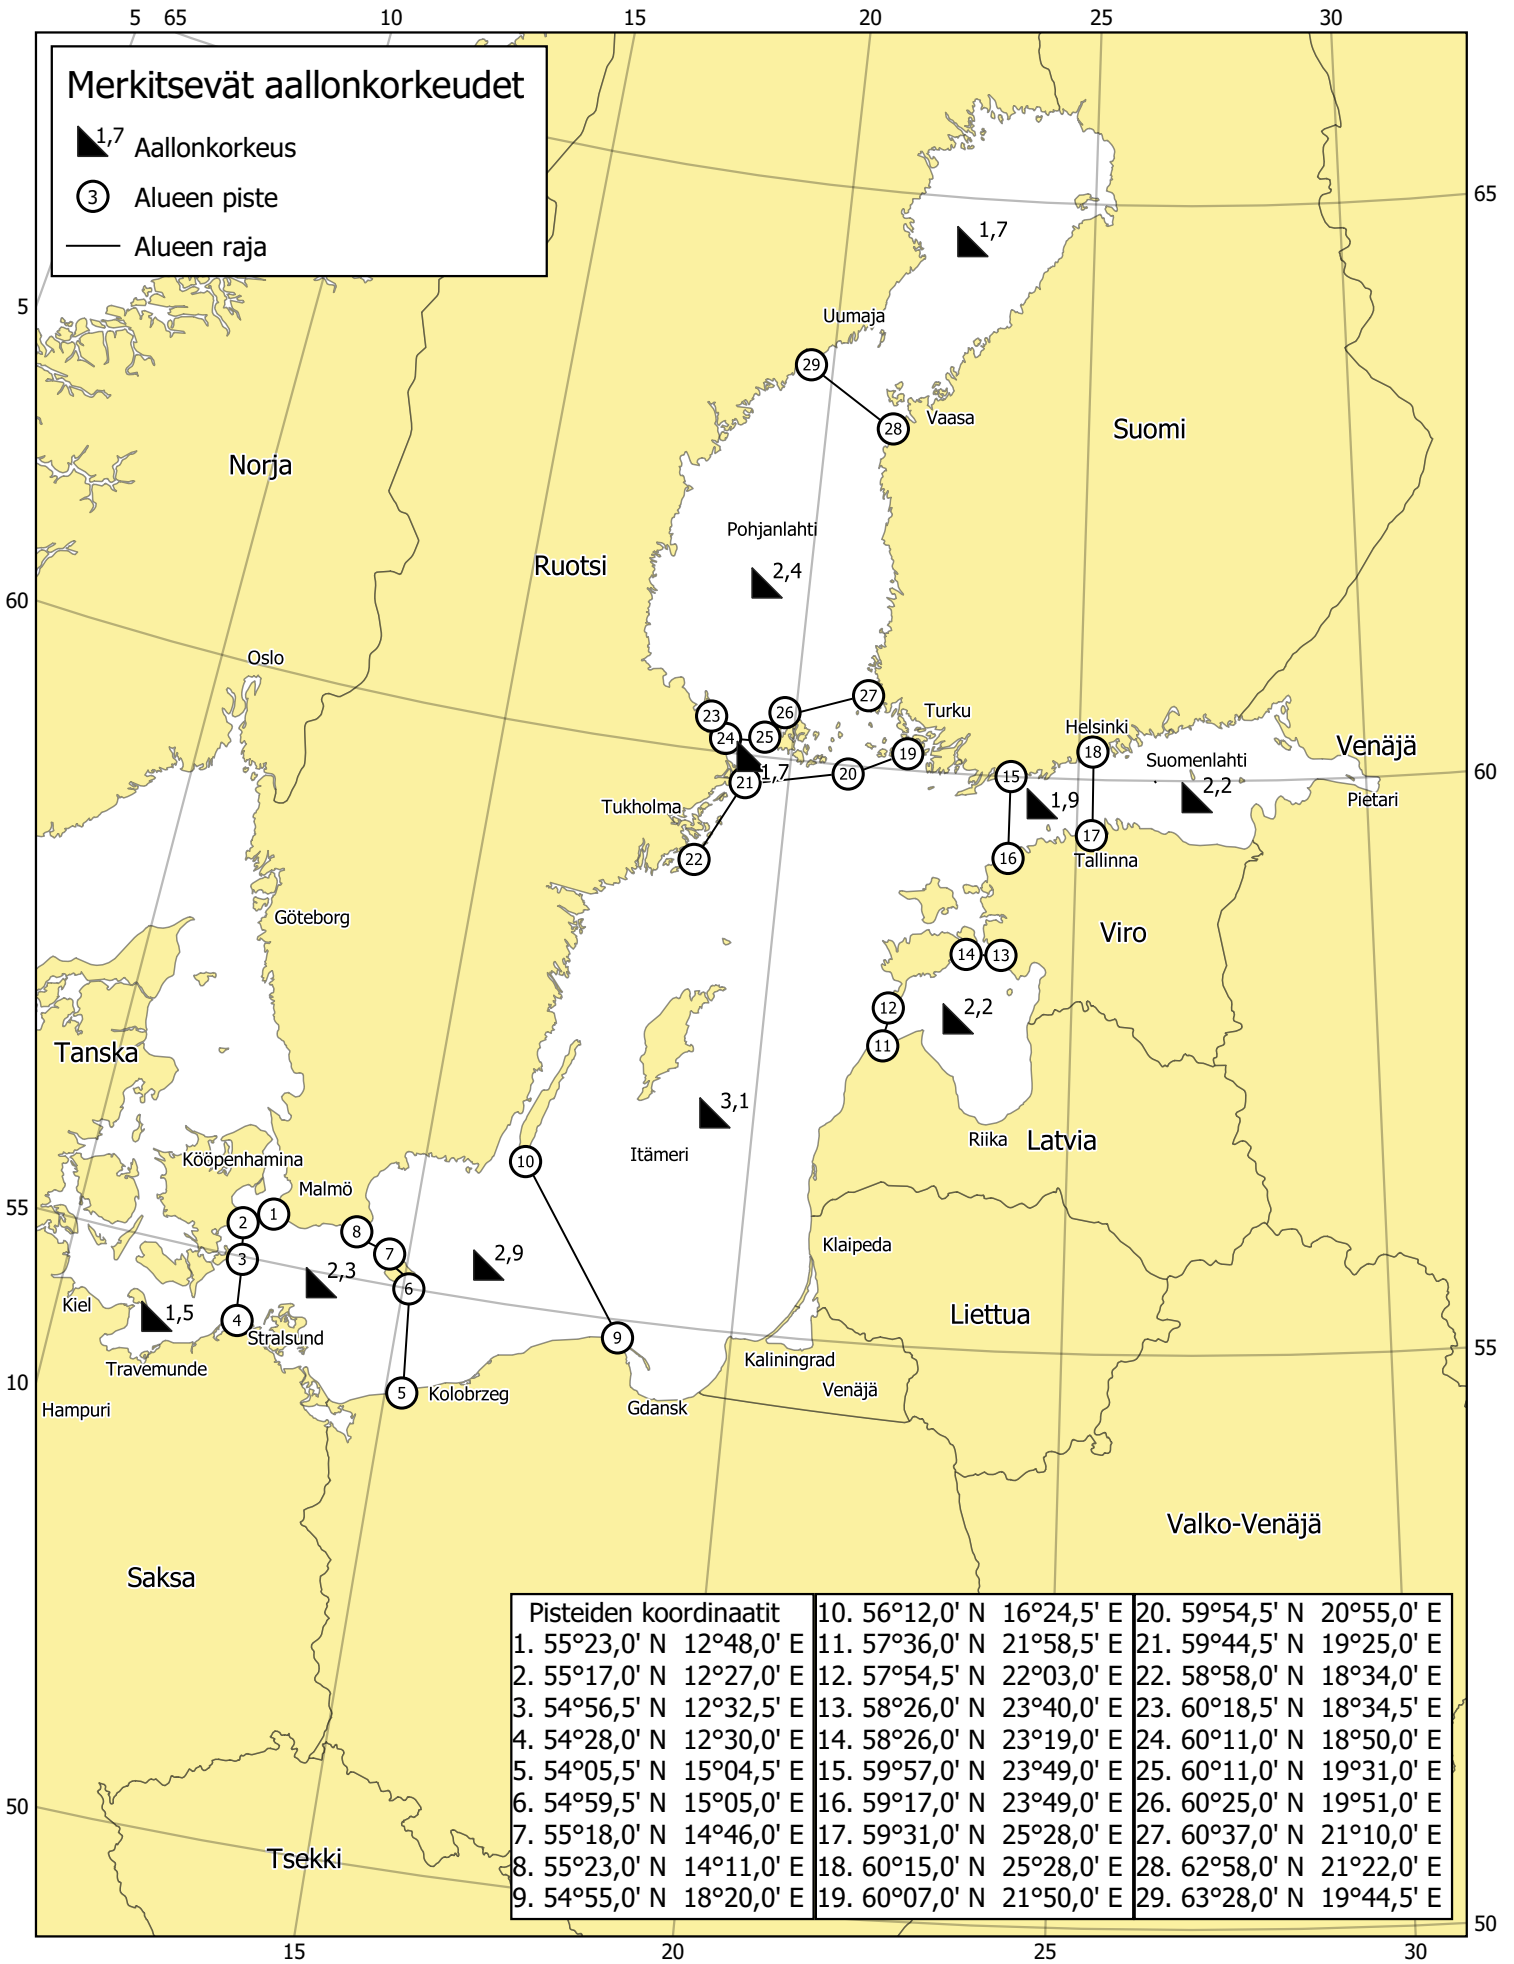 5 65 10 15 20 25 30
Merkitsevät aallonkorkeudet
1,7 Aallonkorkeus
3 Alueen piste
Alueen raja
65
1,7
5
Uumaja
29
Vaasa
28
Suomi
Norja
Pohjanlahti
Ruotsi
2,4
60
Oslo
27
Turku
26
23
Helsinki
24
25
18
19
Venäjä
Suomenlahti
1,7
20
15
60
21
2,2
Tukholma
1,9
Pietari
17
22
16
Tallinna
Göteborg
Viro
14
13
12
2,2
Tanska
11
3,1
Riika
Latvia
Itämeri
Kööpenhamina
10
Malmö
55
1
2
8
Klaipeda
7
3
2,9
2,3
6
Kiel
1,5
Liettua
4
Stralsund
9
55
Travemunde
Kaliningrad
10
Venäjä
5
Kolobrzeg
Hampuri
Gdansk
Valko-Venäjä
Saksa
Pisteiden koordinaatit
1. 55°23,0' N 12°48,0' E
2. 55°17,0' N 12°27,0' E
3. 54°56,5' N 12°32,5' E
4. 54°28,0' N 12°30,0' E
5. 54°05,5' N 15°04,5' E
6. 54°59,5' N 15°05,0' E
7. 55°18,0' N 14°46,0' E
8. 55°23,0' N 14°11,0' E
9. 54°55,0' N 18°20,0' E
10. 56°12,0' N 16°24,5' E
11. 57°36,0' N 21°58,5' E
12. 57°54,5' N 22°03,0' E
13. 58°26,0' N 23°40,0' E
14. 58°26,0' N 23°19,0' E
15. 59°57,0' N 23°49,0' E
16. 59°17,0' N 23°49,0' E
17. 59°31,0' N 25°28,0' E
18. 60°15,0' N 25°28,0' E
19. 60°07,0' N 21°50,0' E
20. 59°54,5' N 20°55,0' E
21. 59°44,5' N 19°25,0' E
22. 58°58,0' N 18°34,0' E
23. 60°18,5' N 18°34,5' E
24. 60°11,0' N 18°50,0' E
25. 60°11,0' N 19°31,0' E
26. 60°25,0' N 19°51,0' E
27. 60°37,0' N 21°10,0' E
28. 62°58,0' N 21°22,0' E
29. 63°28,0' N 19°44,5' E
50
Tsekki
50
15 20 25 30